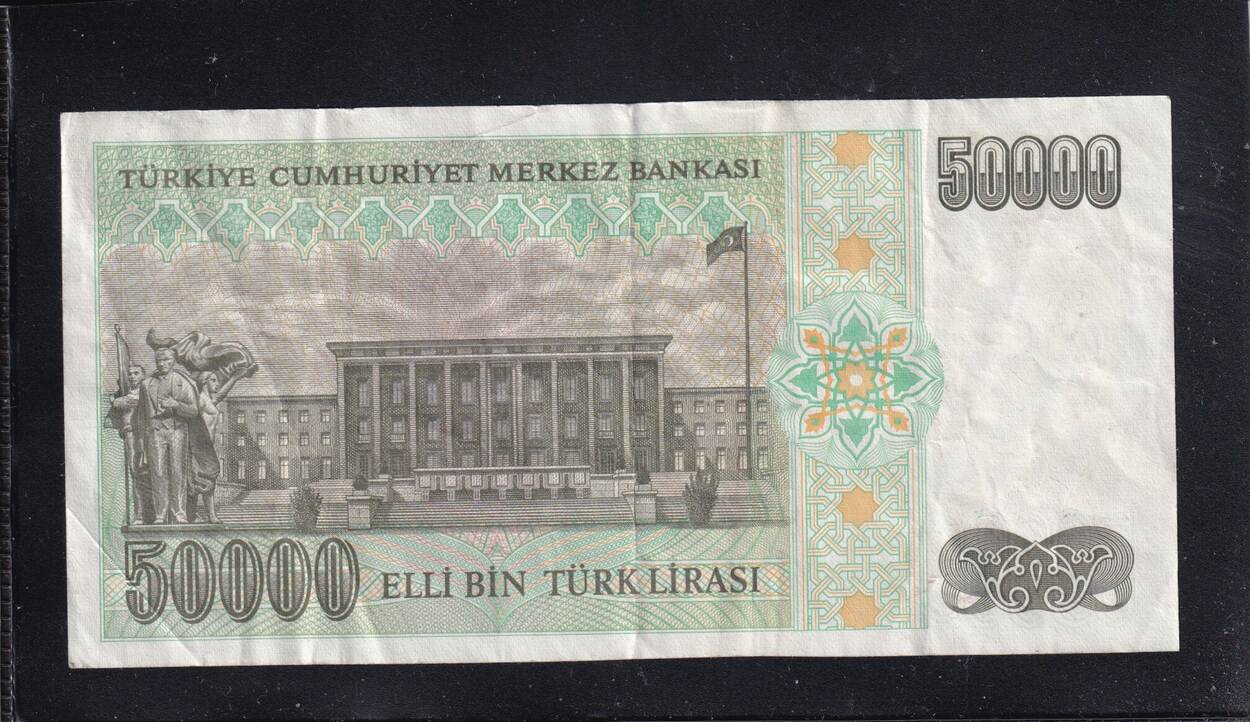 TÜRKİYE CUMHURİYET MERKEZ BANKASI
50000
50000 ELLİ BİN TÜRK LİRASI